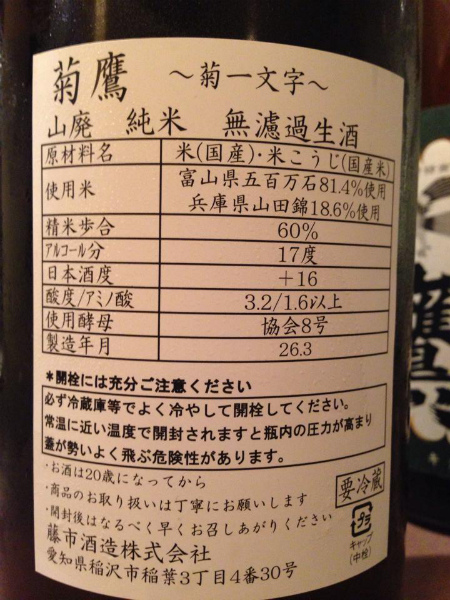 菊鷹 ～菊一文字～
山廃 純米 無濾過生酒
原材料名 米(国産)・米こうじ(国産米)
使用米 富山県五百万石81.4%使用
兵庫県山田錦18.6%使用
精米歩合 60%
アルコール分 17度
日本酒度 +16
酸度/アミノ酸 3.2/1.6以上
使用酵母 協会8号
製造年月 26.3
*開栓には充分ご注意ください
必ず冷蔵庫等でよく冷やして開栓してください。
常温に近い温度で開封されますと瓶内の圧力が高まり
蓋が勢いよく飛ぶ危険性があります。
・お酒は20歳になってから
・商品のお取り扱いは丁寧にお願いします
・開封後はなるべく早くお召しあがりください
要冷蔵
プラ
キャップ
(中栓)
藤市酒造株式会社
愛知県稲沢市稲葉3丁目4番30号